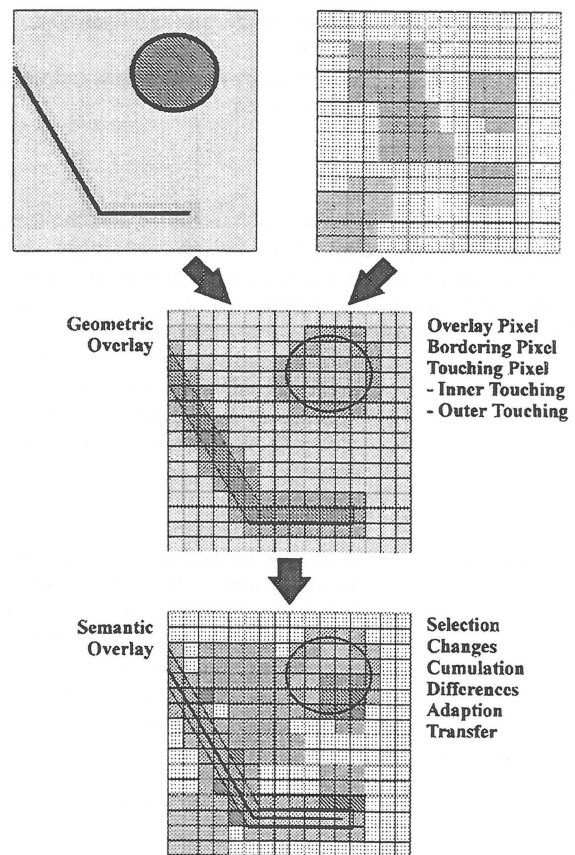 Geometric
Overlay
Overlay Pixel
Bordering Pixel
Touching Pixel
- Inner Touching
- Outer Touching
Semantic
Overlay
Selection
Changes
Cumulation
Differences
Adaption
Transfer